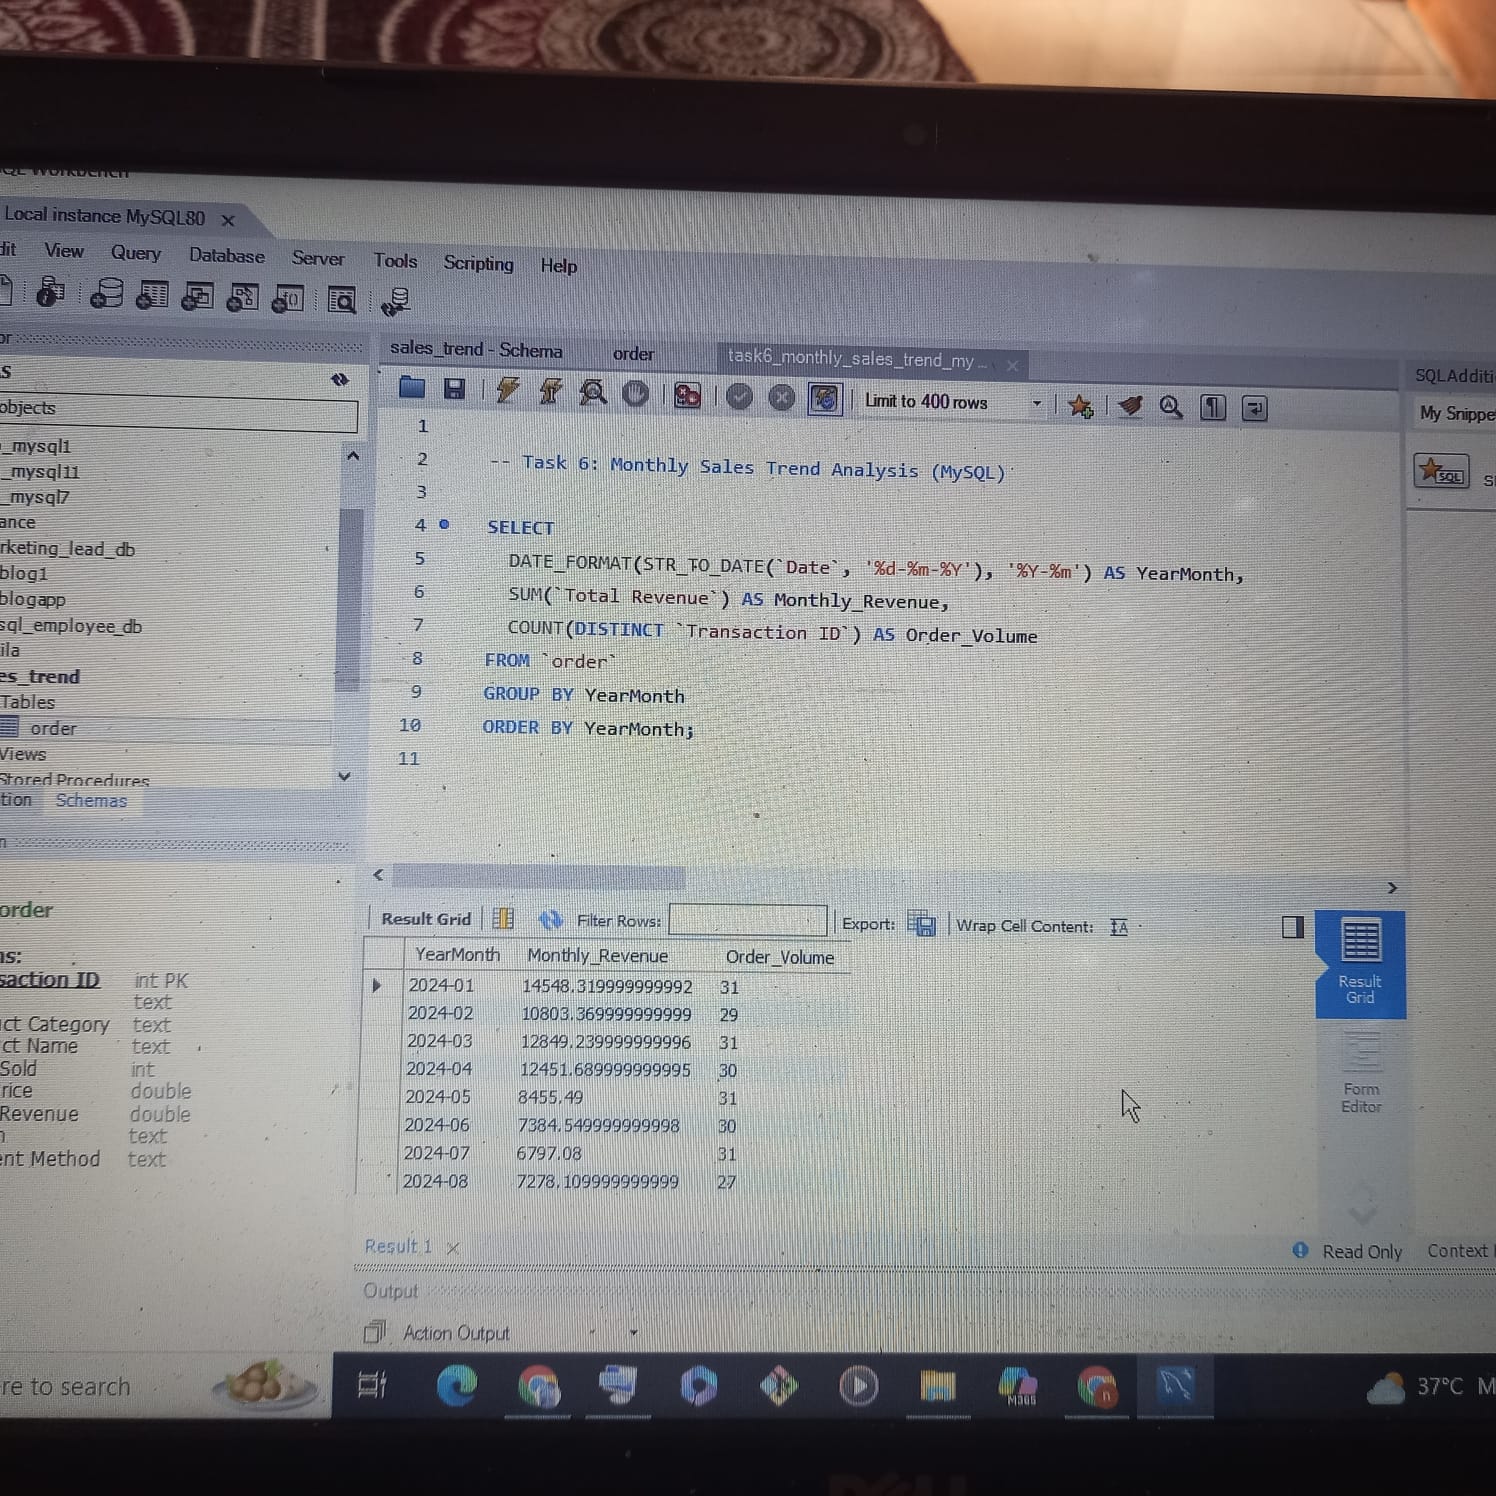 Local instance MySQL80
View Query Database Server Tools Scripting Help
sales_trend - Schema order task6_monthly_sales_trend_my...
SQLAdditi
Limit to 400 rows
My Snippe
objects
_mysql1
_mysql11
_mysql7
ance
rketing_lead_db
blog1
blogapp
sql_employee_db
ila
es_trend
Tables
order
Views
Stored Procedures
tion Schemas
1
2 -- Task 6: Monthly Sales Trend Analysis (MySQL)
3
4 SELECT
5 DATE_FORMAT(STR_TO_DATE(`Date`, '%d-%m-%Y'), '%Y-%m') AS YearMonth,
6 SUM(`Total Revenue`) AS Monthly_Revenue,
7 COUNT(DISTINCT `Transaction ID`) AS Order_Volume
8 FROM `order`
9 GROUP BY YearMonth
10 ORDER BY YearMonth;
11
order
ns:
saction ID int PK
text
ct Category text
ct Name text
Sold int
rice double
Revenue double
text
ent Method text
Result Grid Filter Rows: Export: Wrap Cell Content:
YearMonth Monthly_Revenue Order_Volume
2024-01 14548.319999999992 31
2024-02 10803.369999999999 29
2024-03 12849.239999999996 31
2024-04 12451.689999999995 30
2024-05 8455.49 31
2024-06 7384.549999999998 30
2024-07 6797.08 31
2024-08 7278.109999999999 27
Result
Grid
Form
Editor
Result 1
Read Only Context
Output
Action Output
re to search
M365
37°C